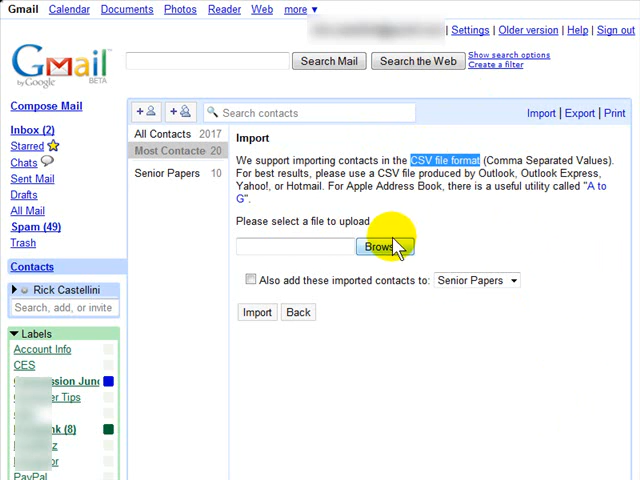 Gmail Calendar Documents Photos Reader Web more ▼
| Settings | Older version | Help | Sign out
Gmail
by Google BETA
Search Mail Search the Web Show search options
Create a filter
Compose Mail
Inbox (2)
Starred
Chats
Sent Mail
Drafts
All Mail
Spam (49)
Trash
Contacts
Rick Castellini
Search, add, or invite
Labels
Account Info
CES
PayPal
Search contacts
Import | Export | Print
All Contacts 2017
Most Contacte 20
Senior Papers 10
Import
We support importing contacts in the CSV file format (Comma Separated Values).
For best results, please use a CSV file produced by Outlook, Outlook Express,
Yahoo!, or Hotmail. For Apple Address Book, there is a useful utility called "A to
G".
Please select a file to upload
Also add these imported contacts to: Senior Papers
Import Back